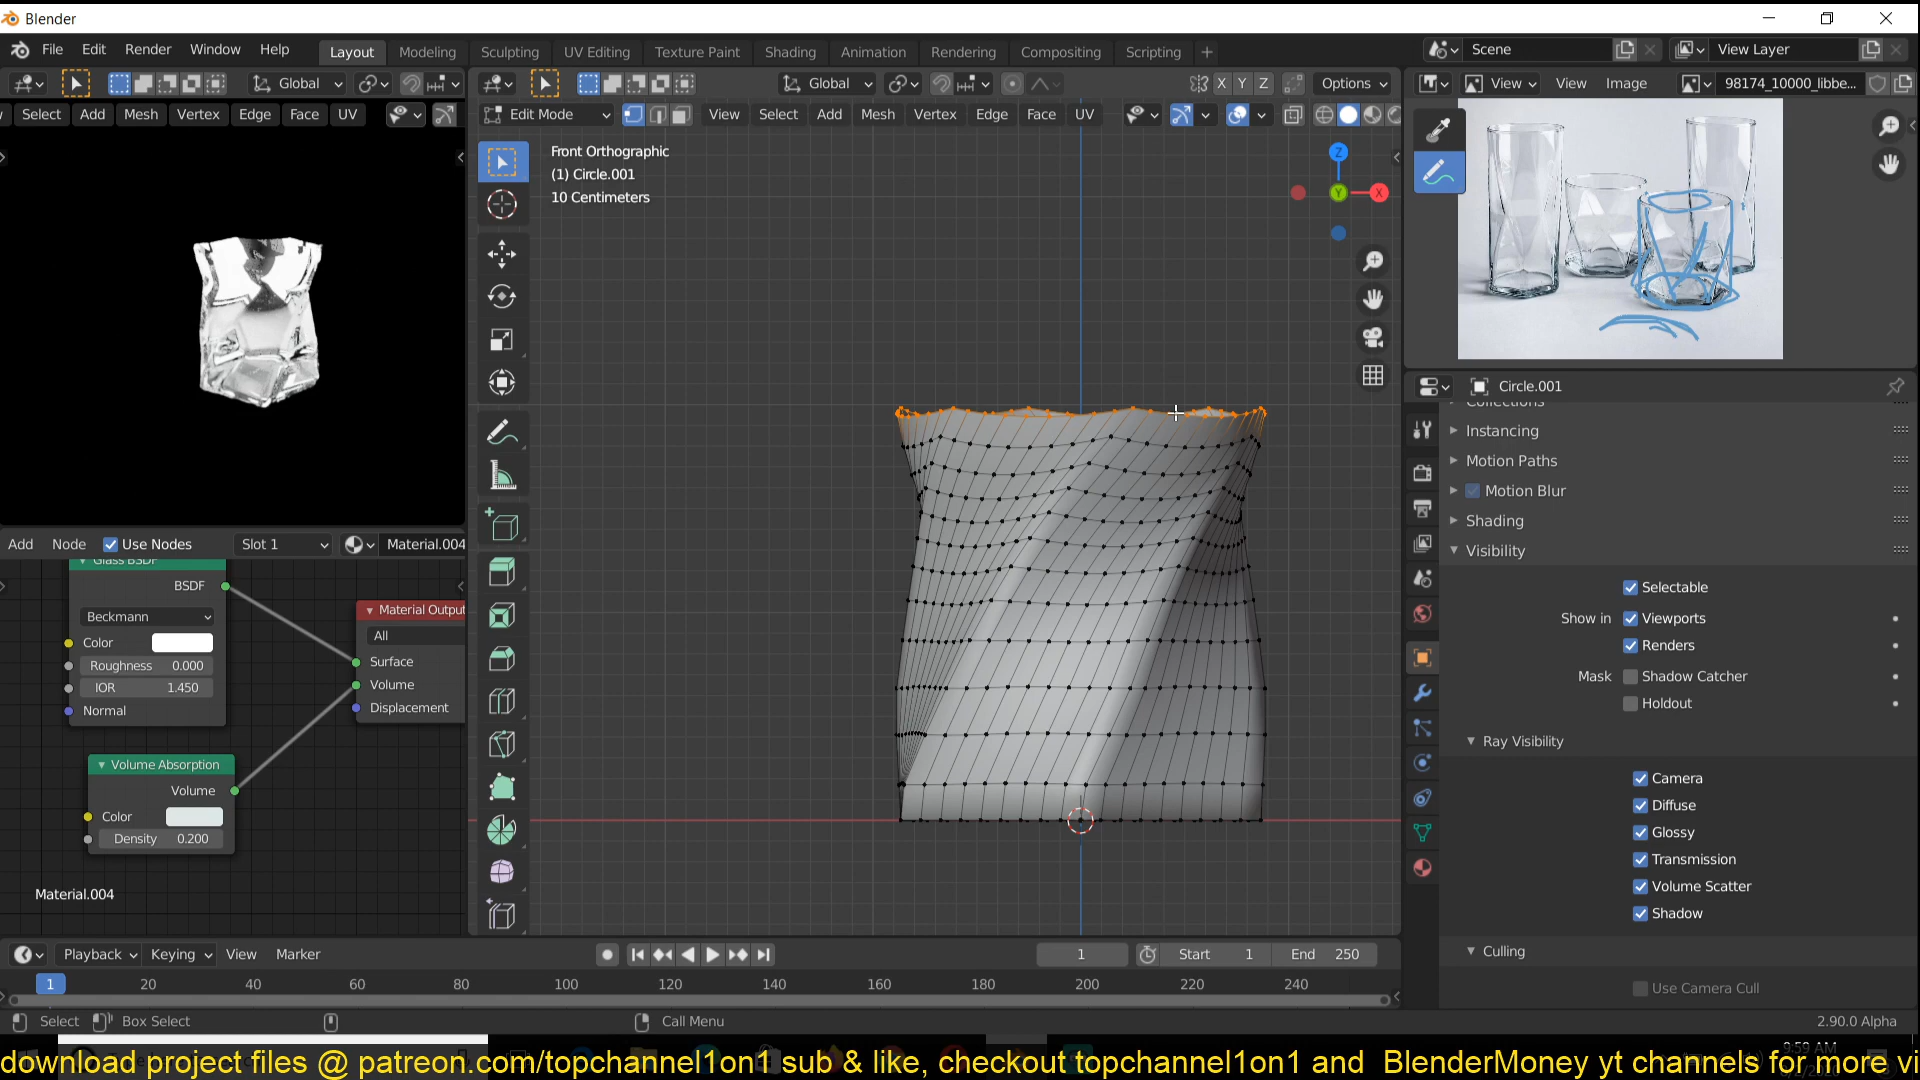 Blender
File Edit Render Window Help Layout Modeling Sculpting UV Editing Texture Paint Shading Animation Rendering Compositing Scripting + Scene View Layer
Global Global X Y Z Options View View Image 98174_10000_libbe...
Select Add Mesh Vertex Edge Face UV Edit Mode View Select Add Mesh Vertex Edge Face UV
Front Orthographic
(1) Circle.001
10 Centimeters
Z
Y
X
Circle.001
Collections
Instancing
Motion Paths
Motion Blur
Shading
Visibility
Selectable
Show in Viewports
Renders
Mask Shadow Catcher
Holdout
Ray Visibility
Camera
Diffuse
Glossy
Transmission
Volume Scatter
Shadow
Culling
Use Camera Cull
Add Node Use Nodes Slot 1 Material.004
Glass BSDF
BSDF
Beckmann
Color
Roughness 0.000
IOR 1.450
Normal
Material Output
All
Surface
Volume
Displacement
Volume Absorption
Volume
Color
Density 0.200
Material.004
Playback Keying View Marker 1 Start 1 End 250
1 20 40 60 80 100 120 140 160 180 200 220 240
Select Box Select Call Menu 2.90.0 Alpha
9:59 AM
download project files @ patreon.com/topchannel1on1 sub & like, checkout topchannel1on1 and BlenderMoney yt channels for more vi